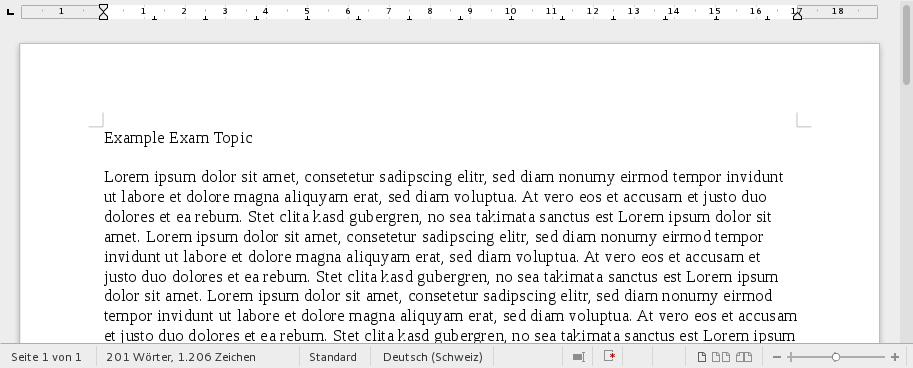 1 1 2 3 4 5 6 7 8 9 10 11 12 13 14 15 16 17 18
Example Exam Topic
Lorem ipsum dolor sit amet, consetetur sadipscing elitr, sed diam nonumy eirmod tempor invidunt
ut labore et dolore magna aliquyam erat, sed diam voluptua. At vero eos et accusam et justo duo
dolores et ea rebum. Stet clita kasd gubergren, no sea takimata sanctus est Lorem ipsum dolor sit
amet. Lorem ipsum dolor sit amet, consetetur sadipscing elitr, sed diam nonumy eirmod tempor
invidunt ut labore et dolore magna aliquyam erat, sed diam voluptua. At vero eos et accusam et
justo duo dolores et ea rebum. Stet clita kasd gubergren, no sea takimata sanctus est Lorem ipsum
dolor sit amet. Lorem ipsum dolor sit amet, consetetur sadipscing elitr, sed diam nonumy eirmod
tempor invidunt ut labore et dolore magna aliquyam erat, sed diam voluptua. At vero eos et accusam
et justo duo dolores et ea rebum. Stet clita kasd gubergren, no sea takimata sanctus est Lorem ipsum
Seite 1 von 1 201 Wörter, 1.206 Zeichen Standard Deutsch (Schweiz)